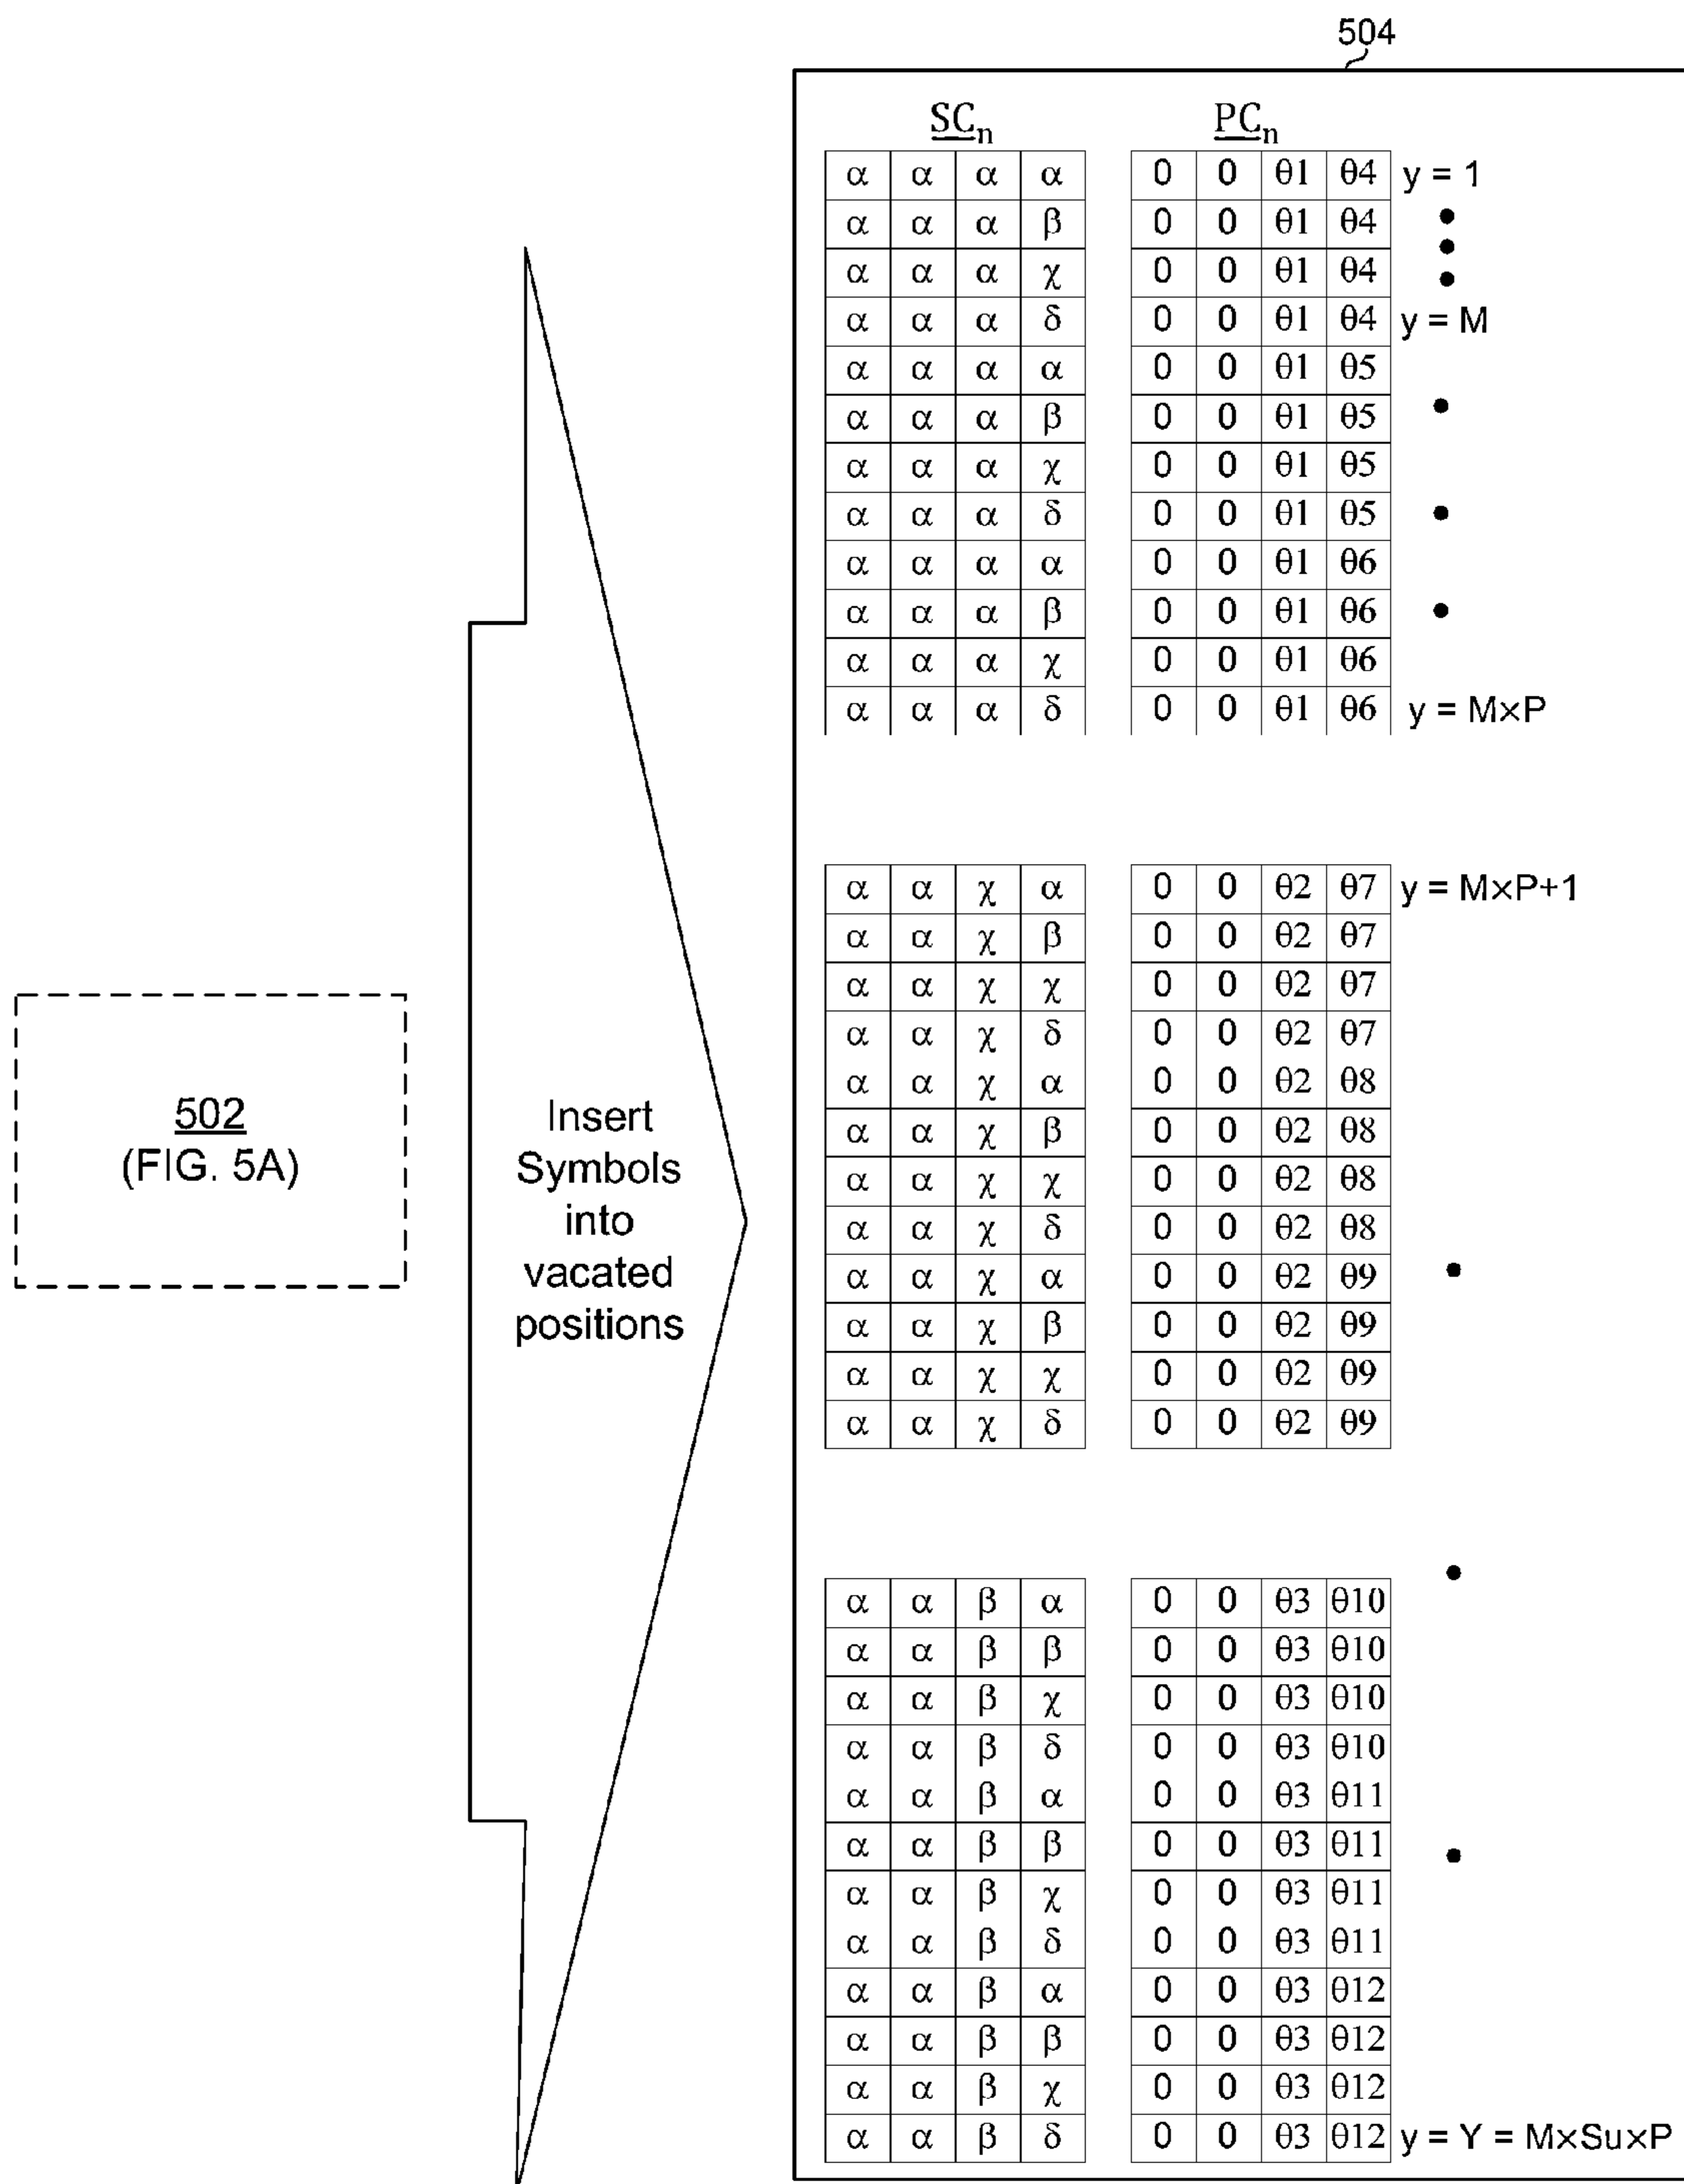 504
SCn PCn
α α α α 0 0 θ1 θ4 y = 1
α α α β 0 0 θ1 θ4
α α α χ 0 0 θ1 θ4
α α α δ 0 0 θ1 θ4 y = M
α α α α 0 0 θ1 θ5
α α α β 0 0 θ1 θ5
α α α χ 0 0 θ1 θ5
α α α δ 0 0 θ1 θ5
α α α α 0 0 θ1 θ6
α α α β 0 0 θ1 θ6
α α α χ 0 0 θ1 θ6
α α α δ 0 0 θ1 θ6 y = M×P
α α χ α 0 0 θ2 θ7 y = M×P+1
α α χ β 0 0 θ2 θ7
α α χ χ 0 0 θ2 θ7
α α χ δ 0 0 θ2 θ7
α α χ α 0 0 θ2 θ8
α α χ β 0 0 θ2 θ8
α α χ χ 0 0 θ2 θ8
α α χ δ 0 0 θ2 θ8
α α χ α 0 0 θ2 θ9
α α χ β 0 0 θ2 θ9
α α χ χ 0 0 θ2 θ9
α α χ δ 0 0 θ2 θ9
α α β α 0 0 θ3 θ10
α α β β 0 0 θ3 θ10
α α β χ 0 0 θ3 θ10
α α β δ 0 0 θ3 θ10
α α β α 0 0 θ3 θ11
α α β β 0 0 θ3 θ11
α α β χ 0 0 θ3 θ11
α α β δ 0 0 θ3 θ11
α α β α 0 0 θ3 θ12
α α β β 0 0 θ3 θ12
α α β χ 0 0 θ3 θ12
α α β δ 0 0 θ3 θ12 y = Y = M×Su×P
502
(FIG. 5A)
Insert
Symbols
into
vacated
positions